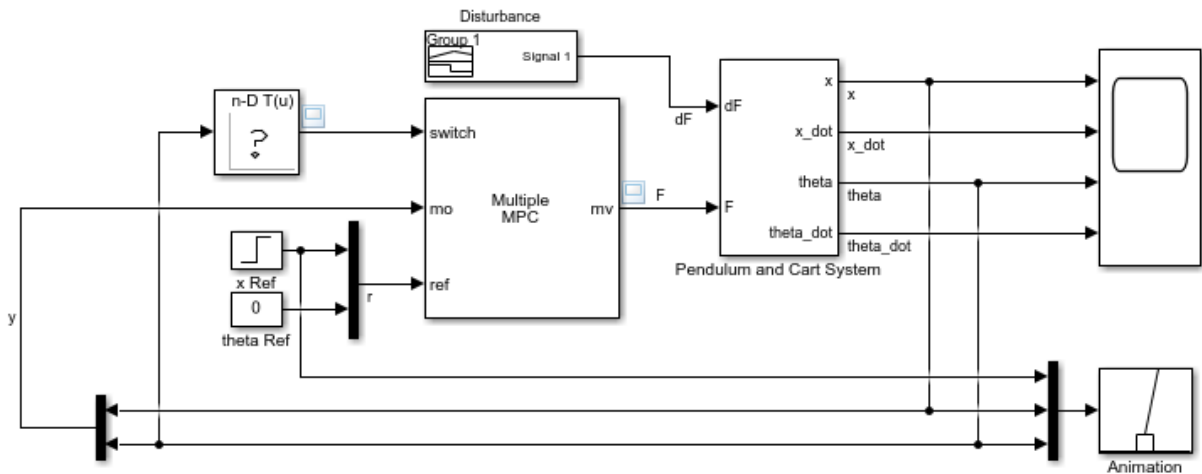 Disturbance
Group 1
Signal 1
n-D T(u)
?
switch
mo
ref
Multiple
MPC
mv
F
dF
dF
F
x
x_dot
theta
theta_dot
x
x_dot
theta
theta_dot
Pendulum and Cart System
x Ref
0
theta Ref
r
y
Animation